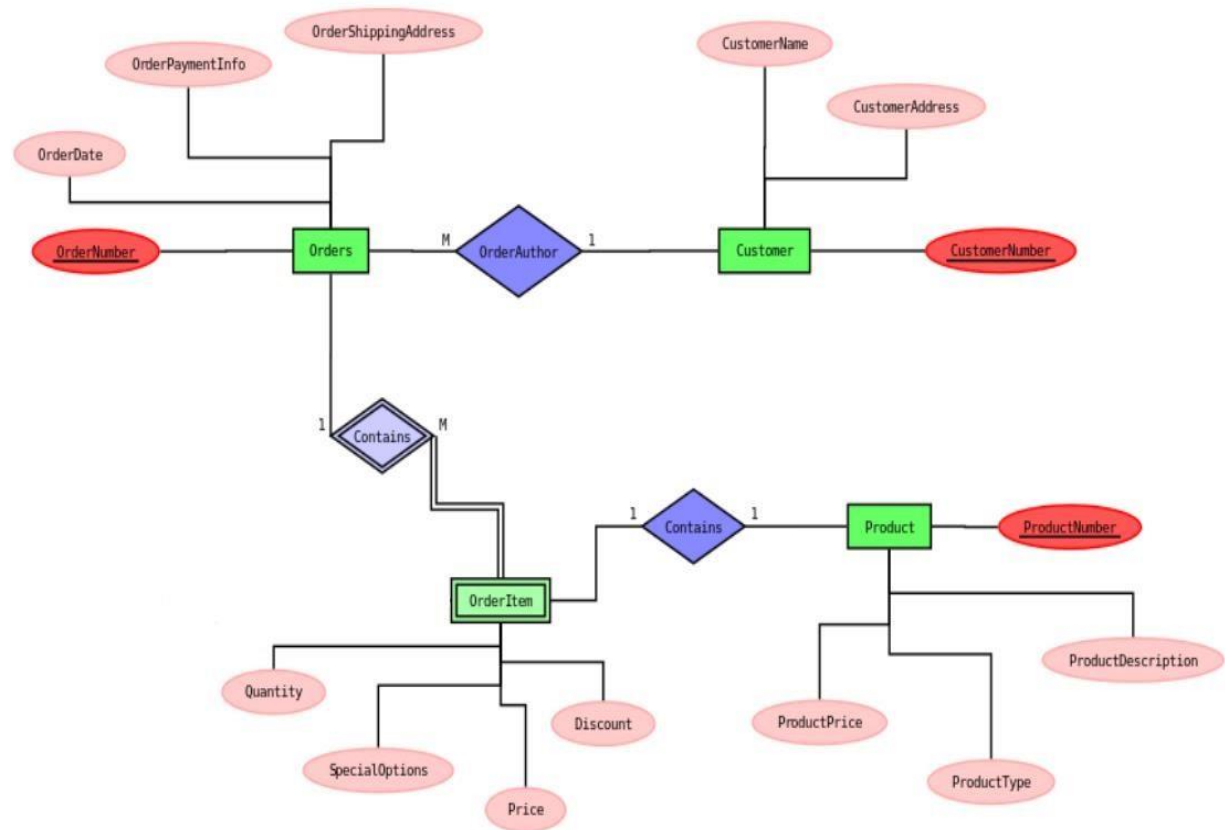 OrderShippingAddress
CustomerName
OrderPaymentInfo
CustomerAddress
OrderDate
OrderNumber
Orders
M
OrderAuthor
1
Customer
CustomerNumber
1
Contains
M
1
Contains
1
Product
ProductNumber
OrderItem
ProductDescription
Quantity
Discount
ProductPrice
SpecialOptions
ProductType
Price